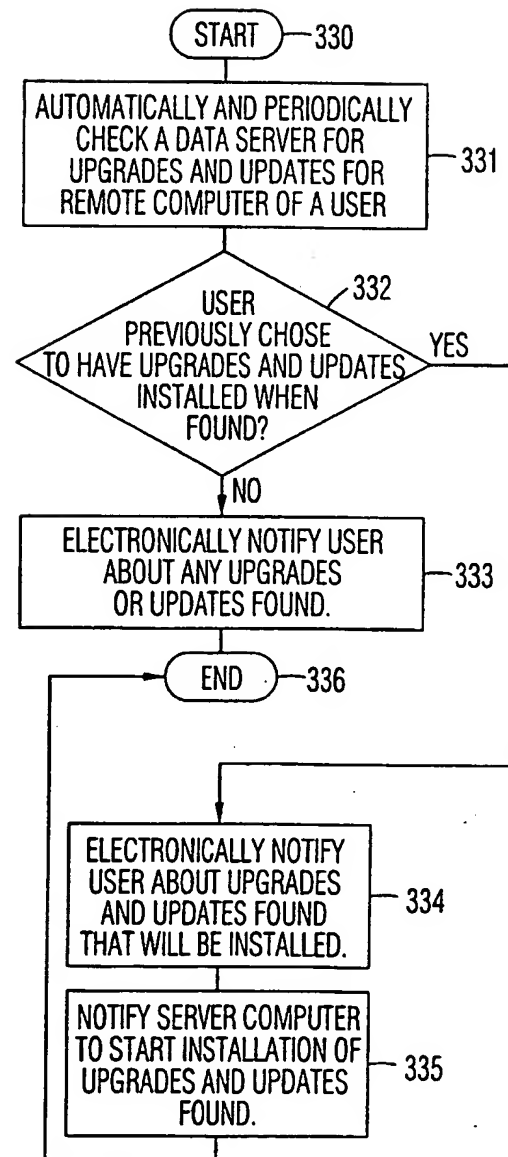 START 330
AUTOMATICALLY AND PERIODICALLY
CHECK A DATA SERVER FOR
UPGRADES AND UPDATES FOR
REMOTE COMPUTER OF A USER
331
332
USER
PREVIOUSLY CHOSE
TO HAVE UPGRADES AND UPDATES
INSTALLED WHEN
FOUND?
YES
NO
ELECTRONICALLY NOTIFY USER
ABOUT ANY UPGRADES
OR UPDATES FOUND.
333
END 336
ELECTRONICALLY NOTIFY
USER ABOUT UPGRADES
AND UPDATES FOUND
THAT WILL BE INSTALLED.
334
NOTIFY SERVER COMPUTER
TO START INSTALLATION OF
UPGRADES AND UPDATES
FOUND.
335